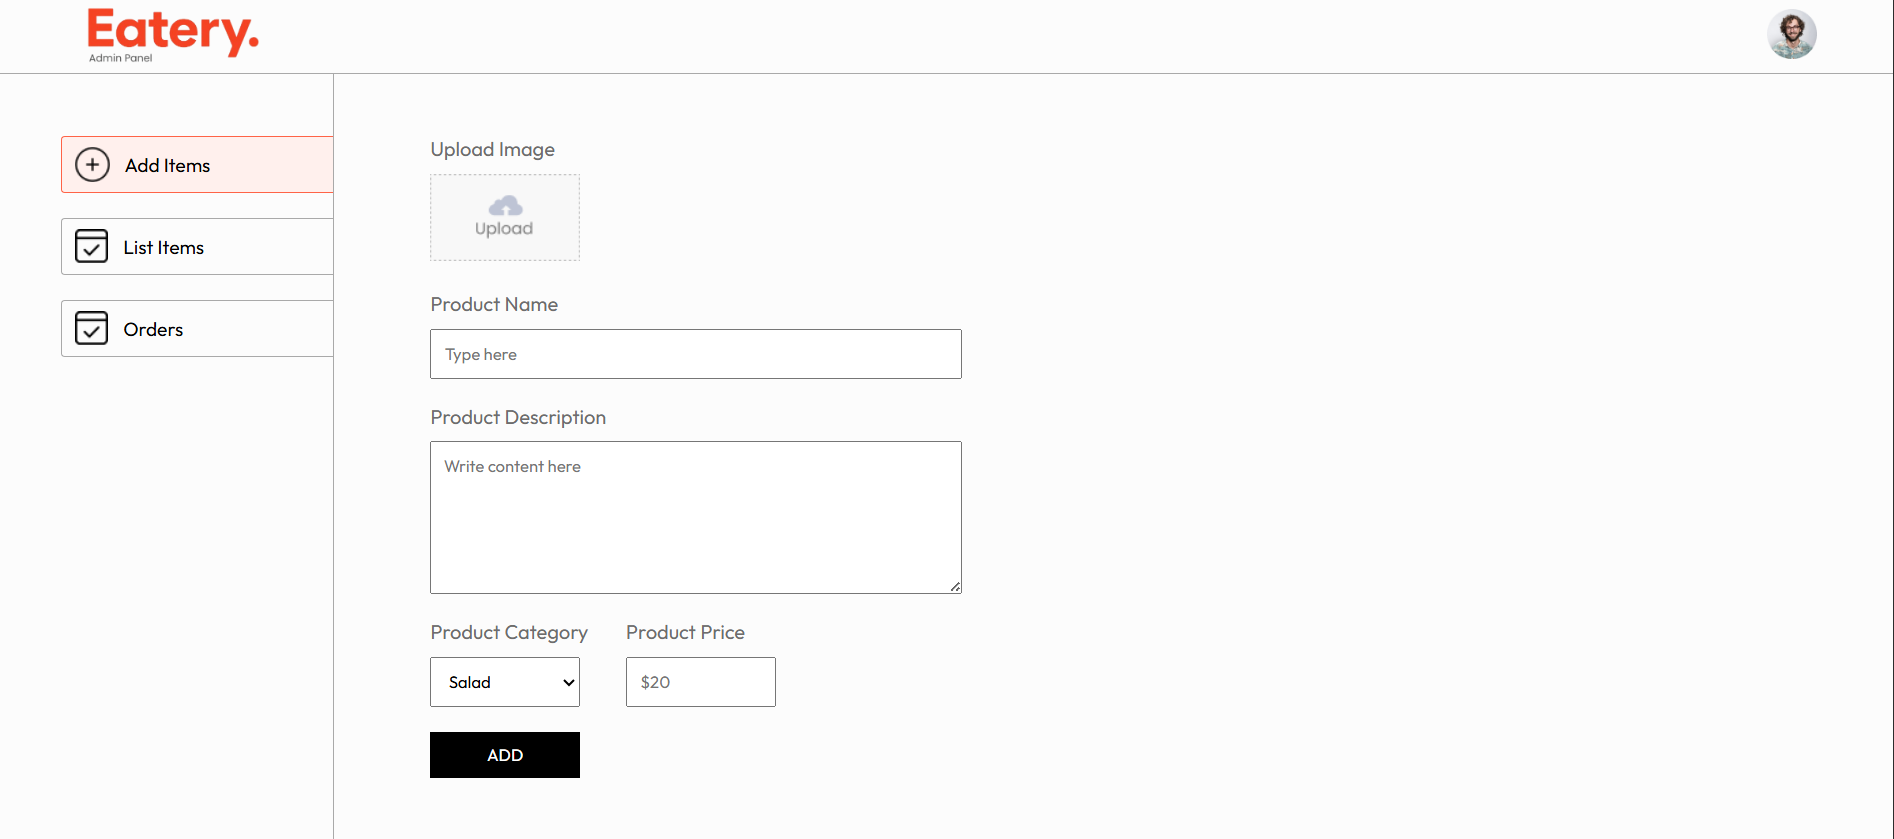 Eatery.
Admin Panel
Add Items
List Items
Orders
Upload Image
Upload
Product Name
Type here
Product Description
Write content here
Product Category
Product Price
Salad
$20
ADD